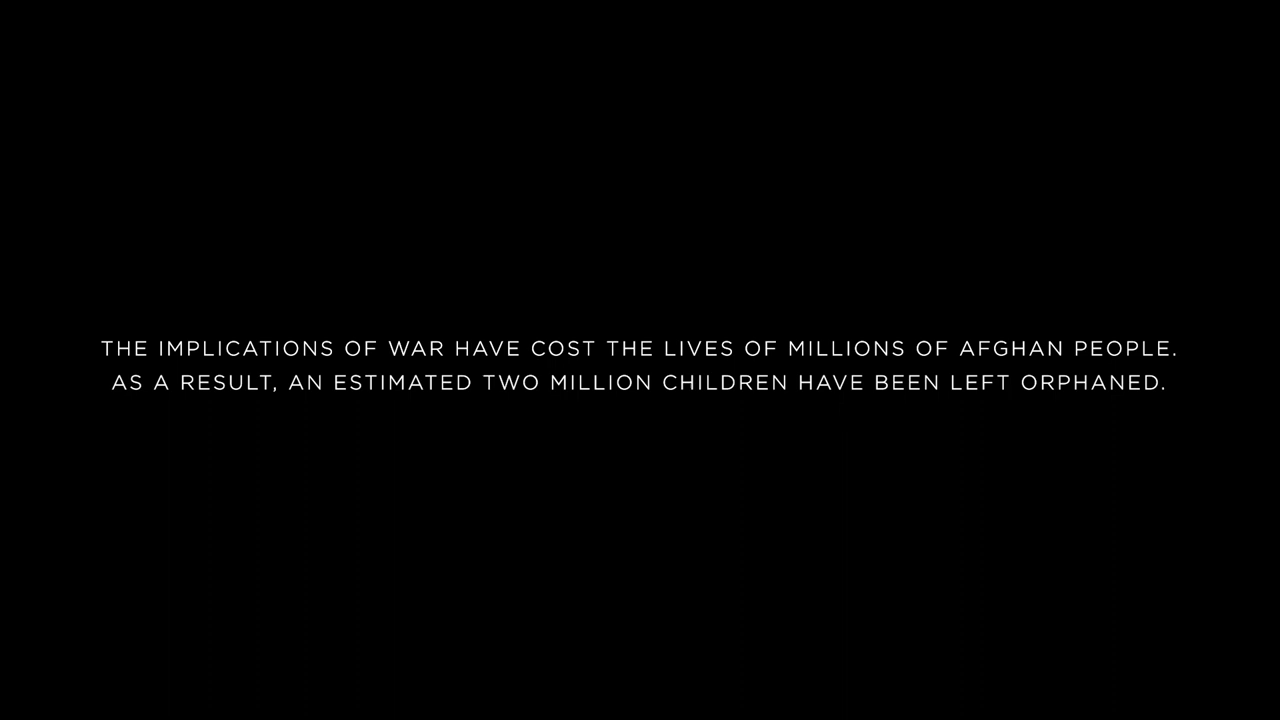 THE IMPLICATIONS OF WAR HAVE COST THE LIVES OF MILLIONS OF AFGHAN PEOPLE.
AS A RESULT, AN ESTIMATED TWO MILLION CHILDREN HAVE BEEN LEFT ORPHANED.